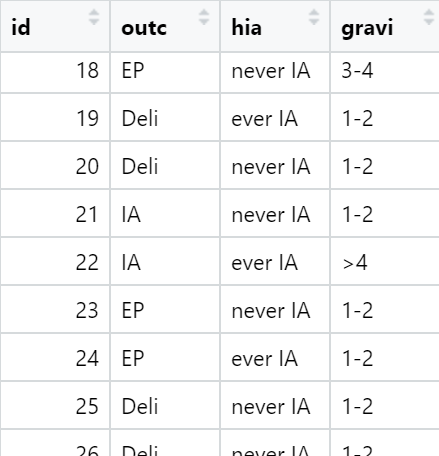 id outc hia gravi
18 EP never IA 3-4
19 Deli ever IA 1-2
20 Deli never IA 1-2
21 IA never IA 1-2
22 IA ever IA >4
23 EP never IA 1-2
24 EP ever IA 1-2
25 Deli never IA 1-2
26 Deli never IA 1-2